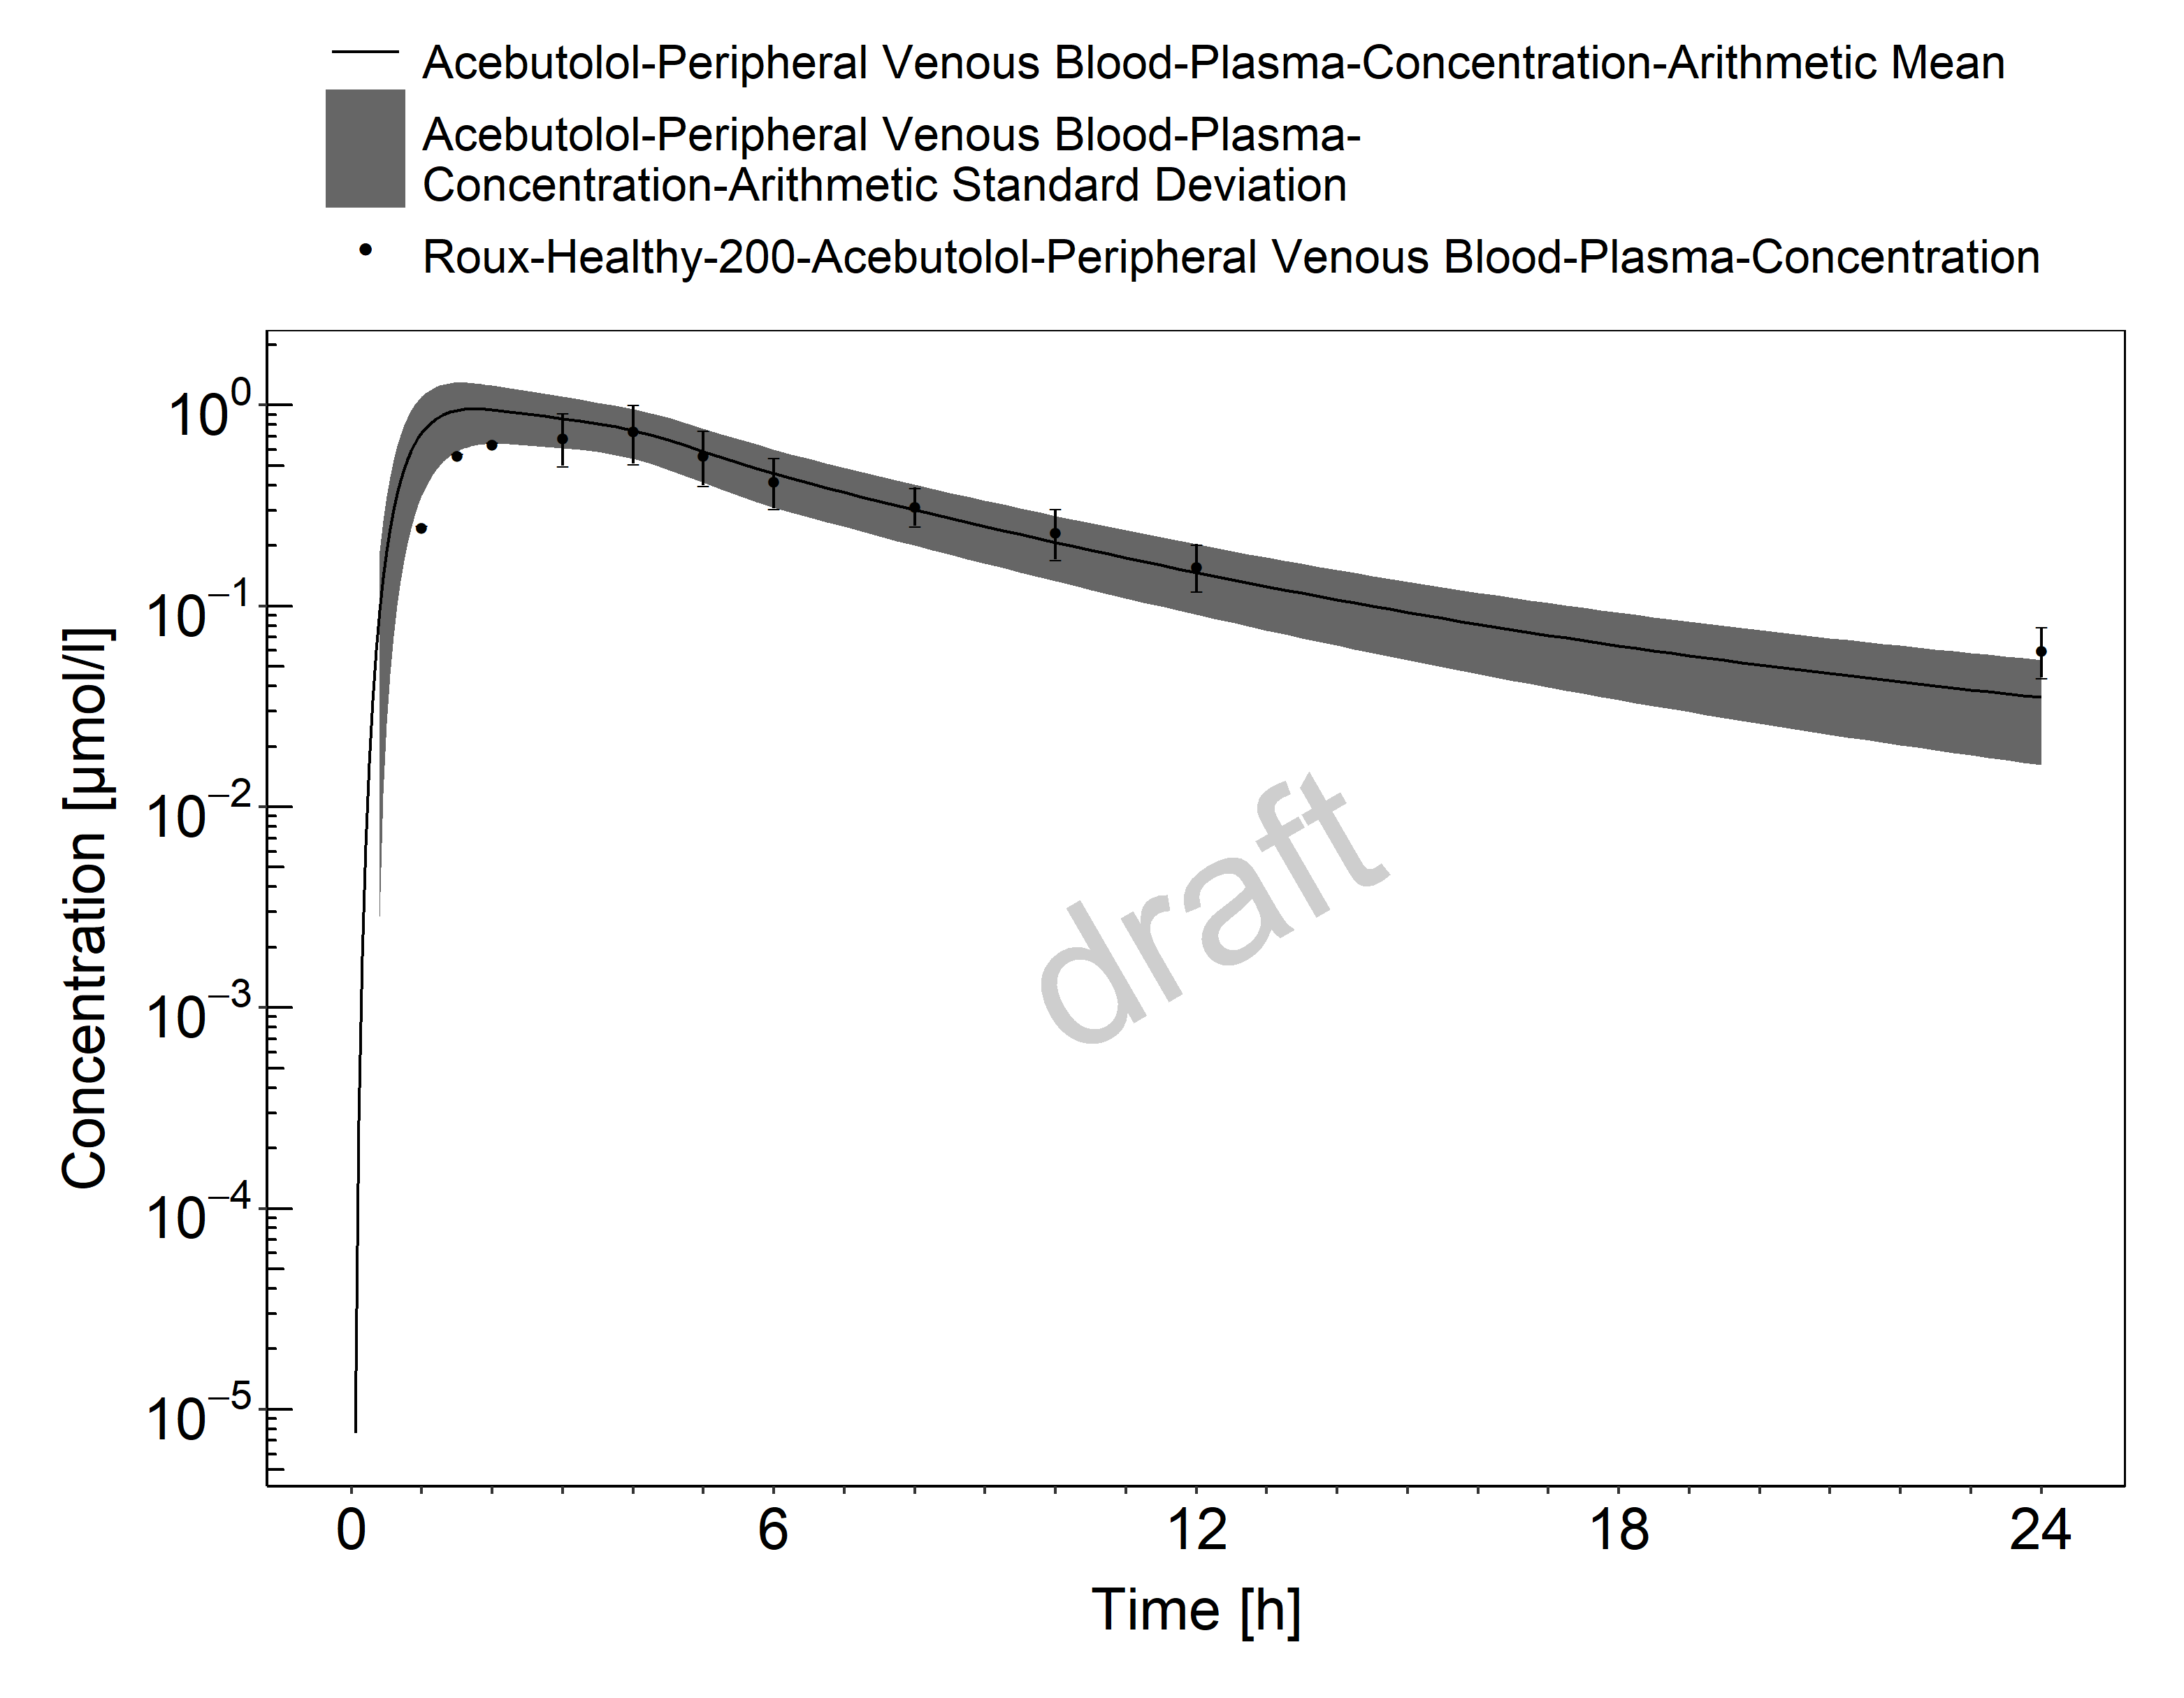 Acebutolol-Peripheral Venous Blood-Plasma-Concentration-Arithmetic Mean
Acebutolol-Peripheral Venous Blood-Plasma-
Concentration-Arithmetic Standard Deviation
Roux-Healthy-200-Acebutolol-Peripheral Venous Blood-Plasma-Concentration
Concentration [µmol/l]
10⁰
10⁻¹
10⁻²
10⁻³
10⁻⁴
10⁻⁵
draft
0 6 12 18 24
Time [h]